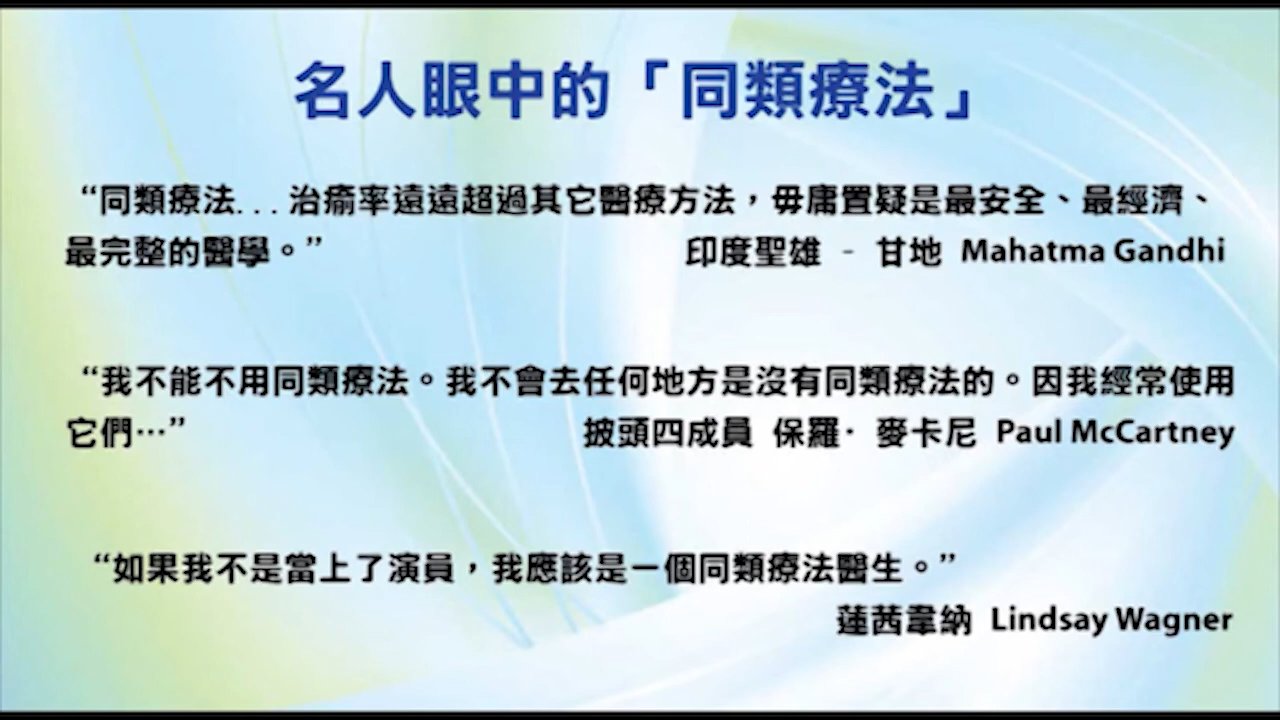 名人眼中的「同類療法」
“同類療法...治癒率遠遠超過其它醫療方法，毋庸置疑是最安全、最經濟、
最完整的醫學。” 印度聖雄 - 甘地 Mahatma Gandhi
“我不能不用同類療法。我不會去任何地方是沒有同類療法的。因我經常使用
它們…” 披頭四成員 保羅· 麥卡尼 Paul McCartney
“如果我不是當上了演員，我應該是一個同類療法醫生。”
蓮茜韋納 Lindsay Wagner